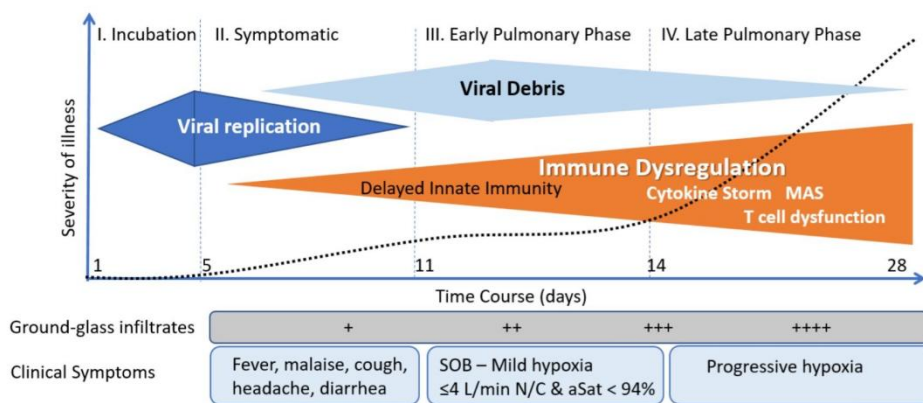 I. Incubation
II. Symptomatic
III. Early Pulmonary Phase
IV. Late Pulmonary Phase
Severity of illness
Viral replication
Viral Debris
Immune Dysregulation
Delayed Innate Immunity
Cytokine Storm MAS
T cell dysfunction
1 5 11 14 28
Time Course (days)
Ground-glass infiltrates + ++ +++ ++++
Clinical Symptoms
Fever, malaise, cough,
headache, diarrhea
SOB – Mild hypoxia
≤4 L/min N/C & aSat < 94%
Progressive hypoxia